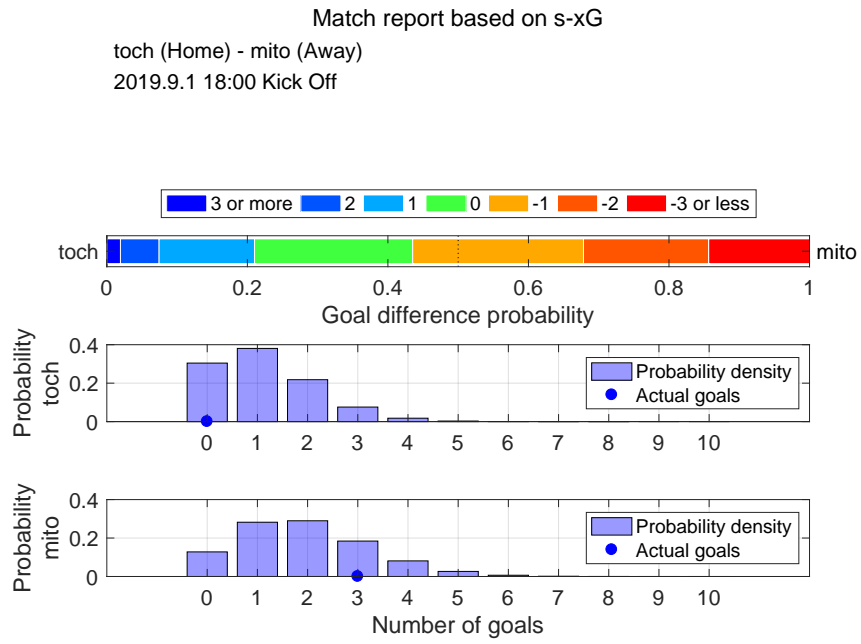 Match report based on s-xG
toch (Home) - mito (Away)
2019.9.1 18:00 Kick Off
3 or more 2 1 0 -1 -2 -3 or less
toch mito
0 0.2 0.4 0.6 0.8 1
Goal difference probability
Probability
toch
0.4
0.2
0
Probability density
Actual goals
0 1 2 3 4 5 6 7 8 9 10
Probability
mito
0.4
0.2
0
Probability density
Actual goals
0 1 2 3 4 5 6 7 8 9 10
Number of goals